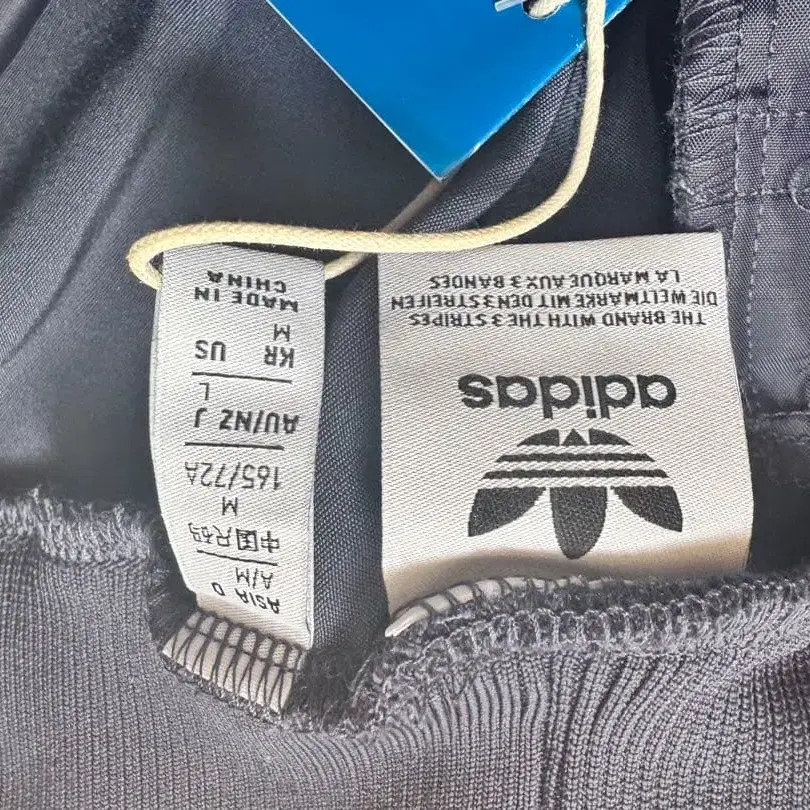 adidas
THE BRAND WITH THE 3 STRIPES
DIE WELTMARKE MIT DEN 3 STREIFEN
LA MARQUE AUX 3 BANDES
ASIA D
A/M
中国尺码
M
165/72A
AU/NZ J
L
KR US
M
MADE IN
CHINA